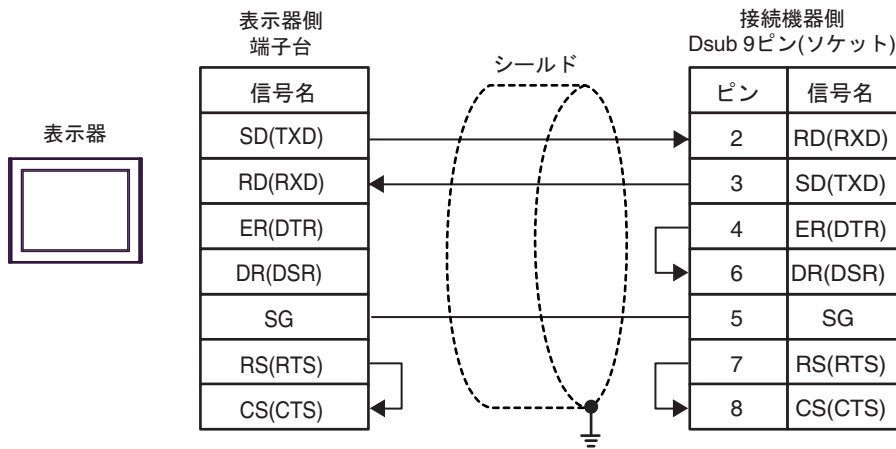 表示器側
端子台
接続機器側
Dsub 9ピン(ソケット)
シールド
表示器
信号名
ピン 信号名
SD(TXD)
2 RD(RXD)
RD(RXD)
3 SD(TXD)
ER(DTR)
4 ER(DTR)
DR(DSR)
6 DR(DSR)
SG
5 SG
RS(RTS)
7 RS(RTS)
CS(CTS)
8 CS(CTS)